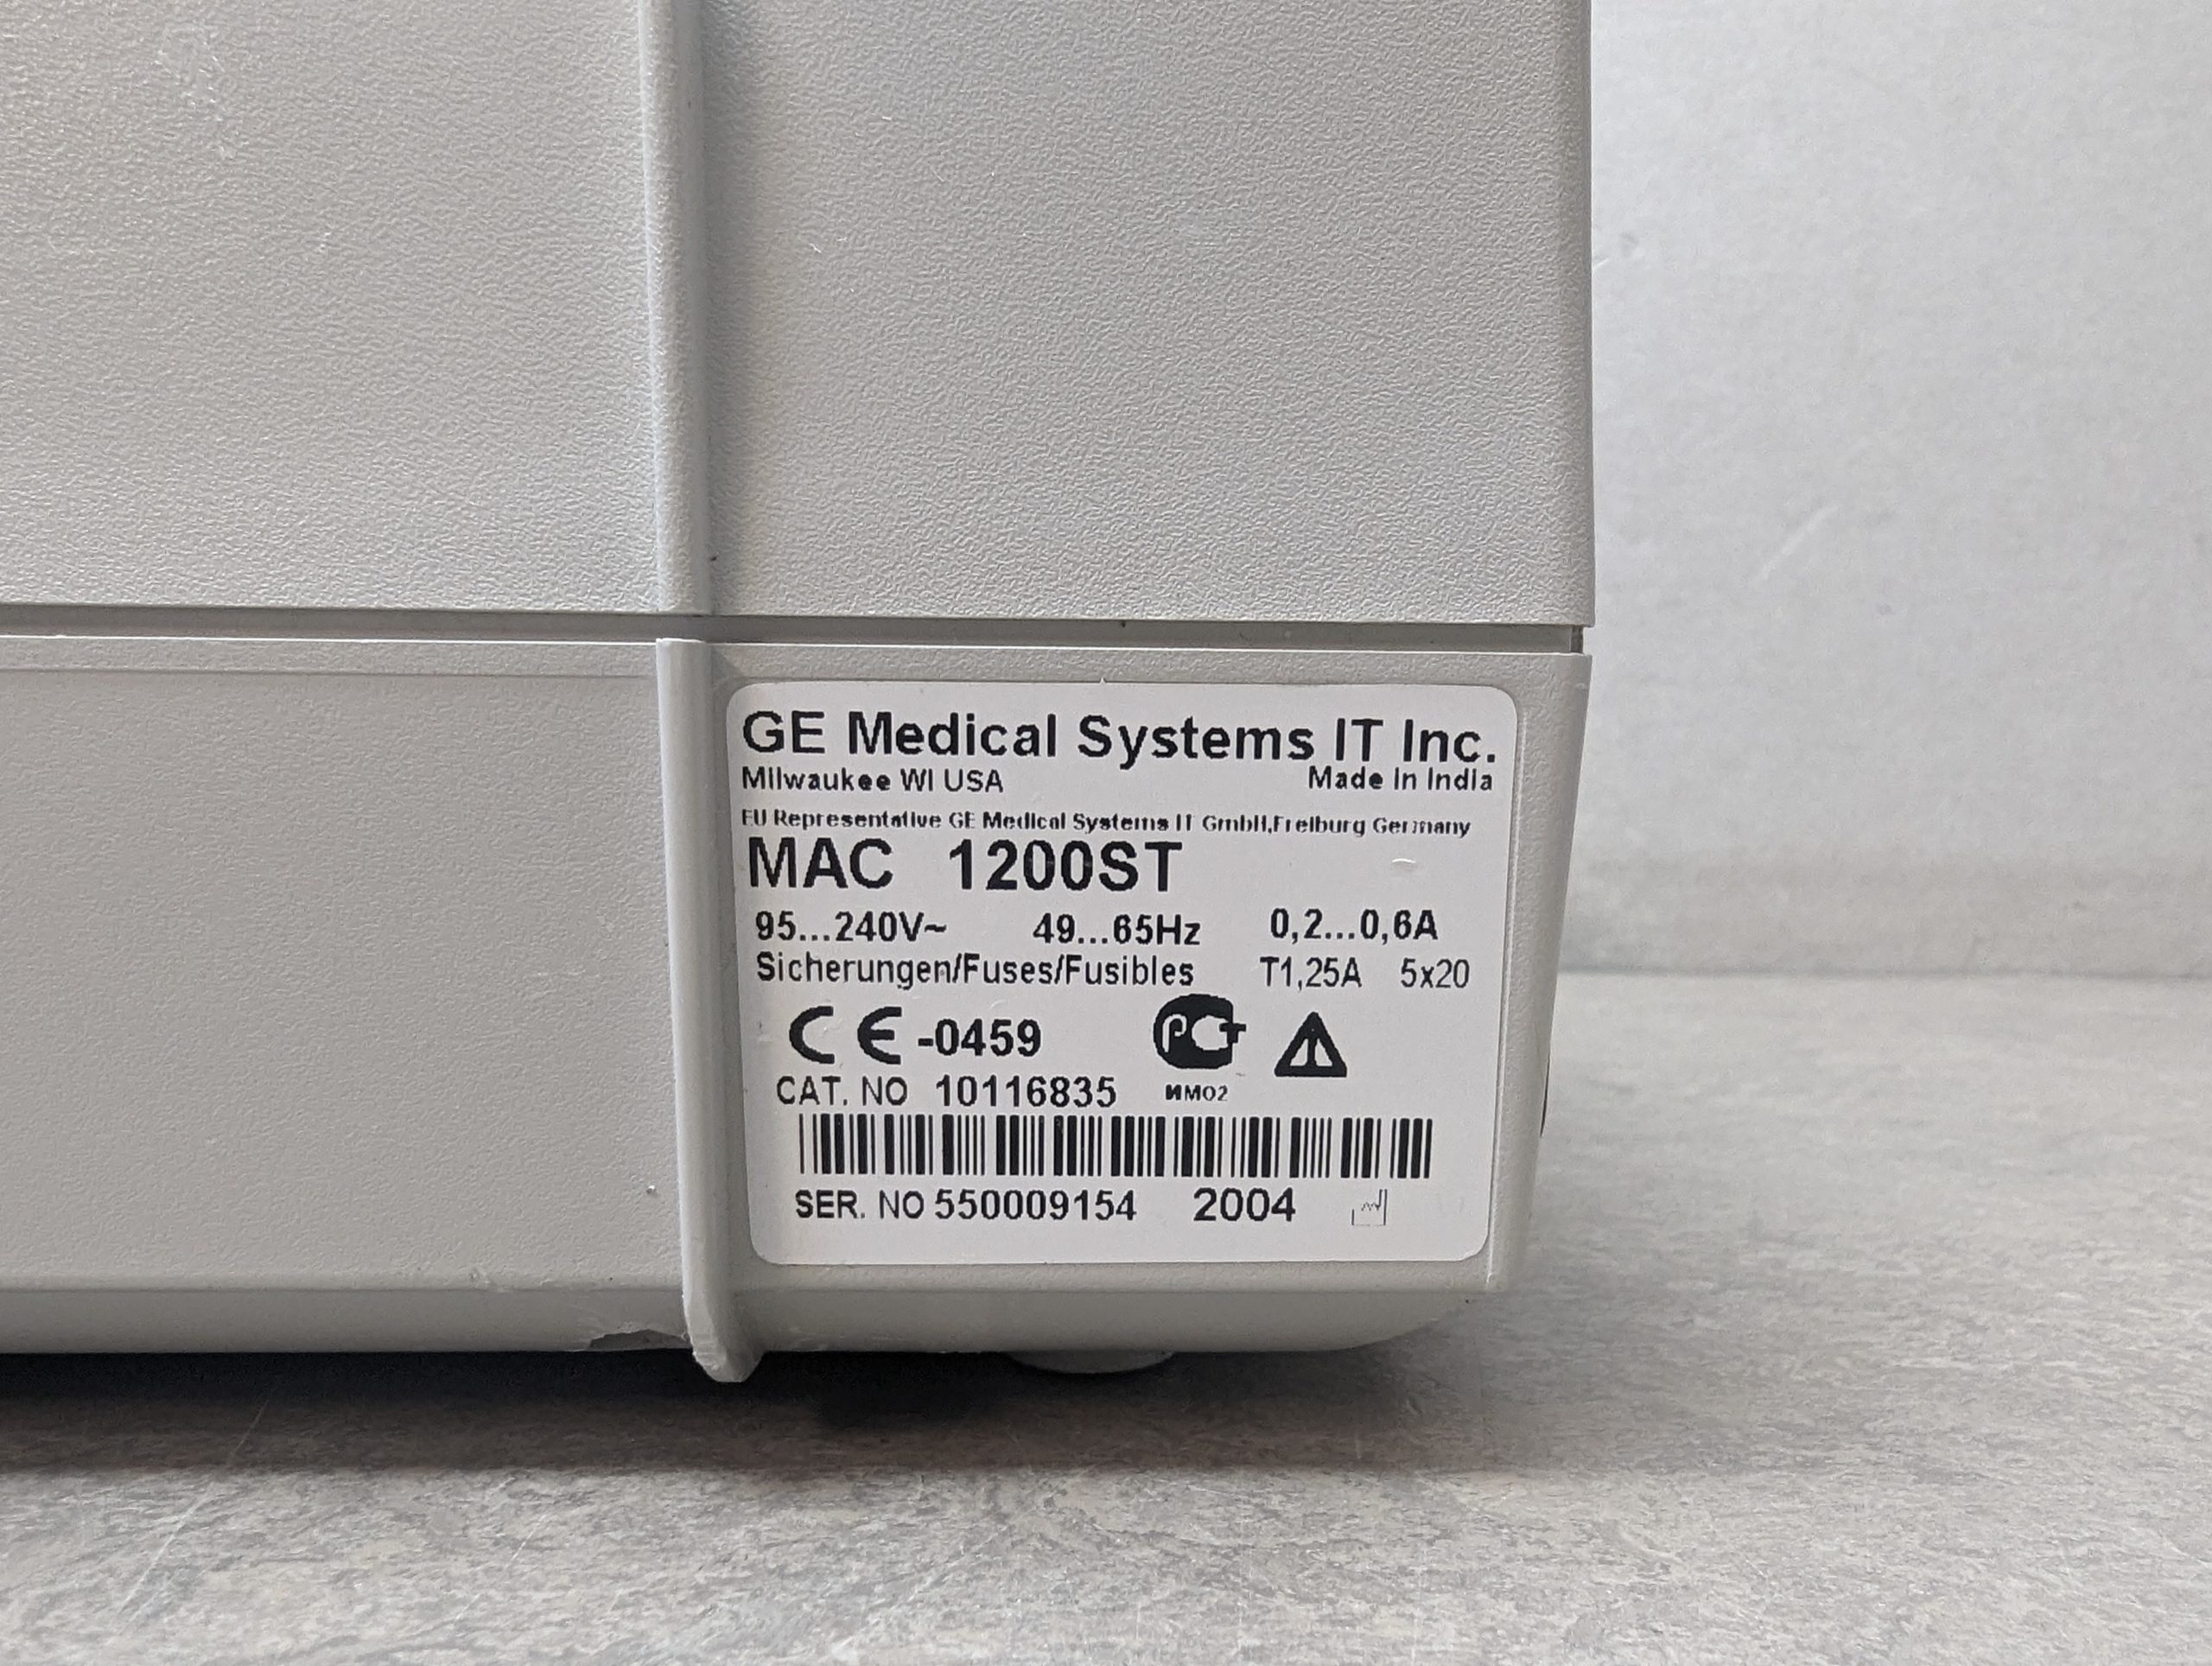 GE Medical Systems IT Inc.
Milwaukee WI USA Made in India
EU Representative GE Medical Systems IT GmbH,Freiburg Germany
MAC 1200ST
95...240V~ 49...65Hz 0,2...0,6A
Sicherungen/Fuses/Fusibles T1,25A 5x20
CE-0459 PCT
CAT. NO 10116835 ИМ02
SER. NO 550009154 2004